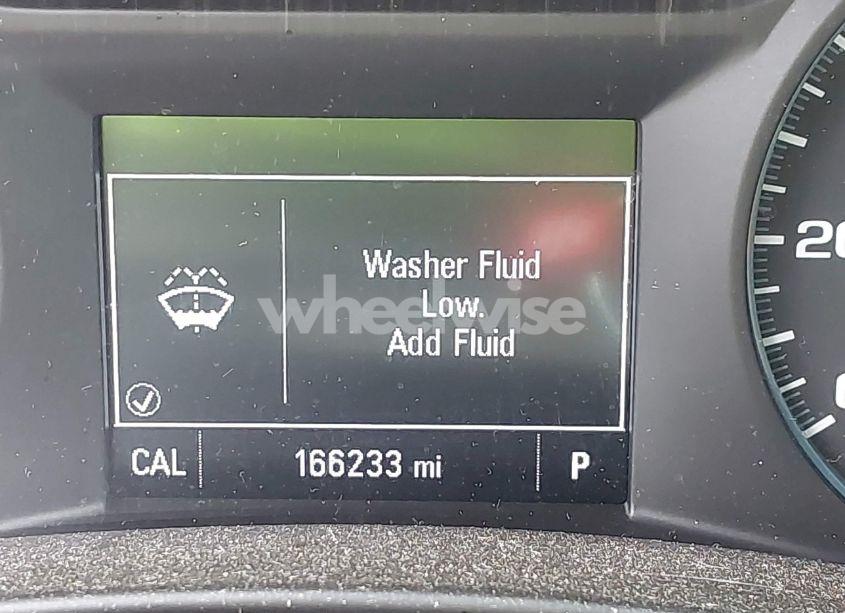 Washer Fluid
Low.
Add Fluid
wheelwise
CAL
166233 mi
P